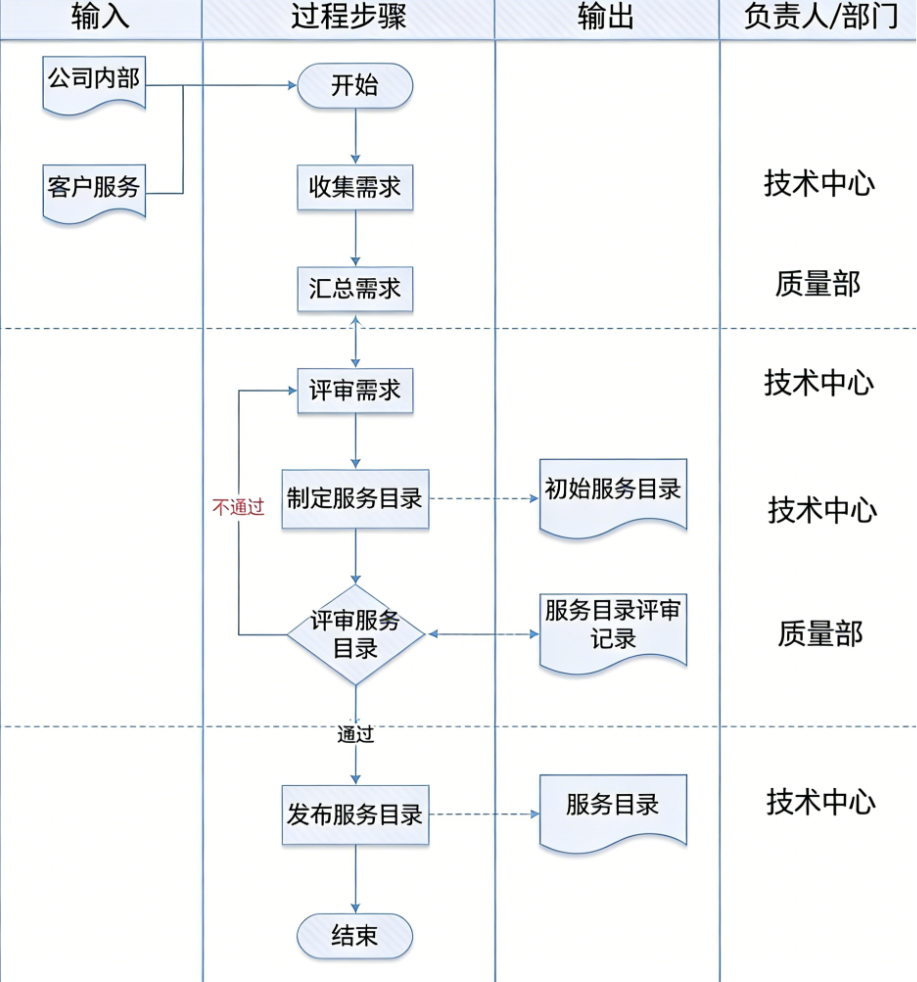 输入
过程步骤
输出
负责人/部门
公司内部
开始
客户服务
收集需求
技术中心
汇总需求
质量部
评审需求
技术中心
制定服务目录
初始服务目录
技术中心
不通过
评审服务
目录
服务目录评审
记录
质量部
通过
发布服务目录
服务目录
技术中心
结束